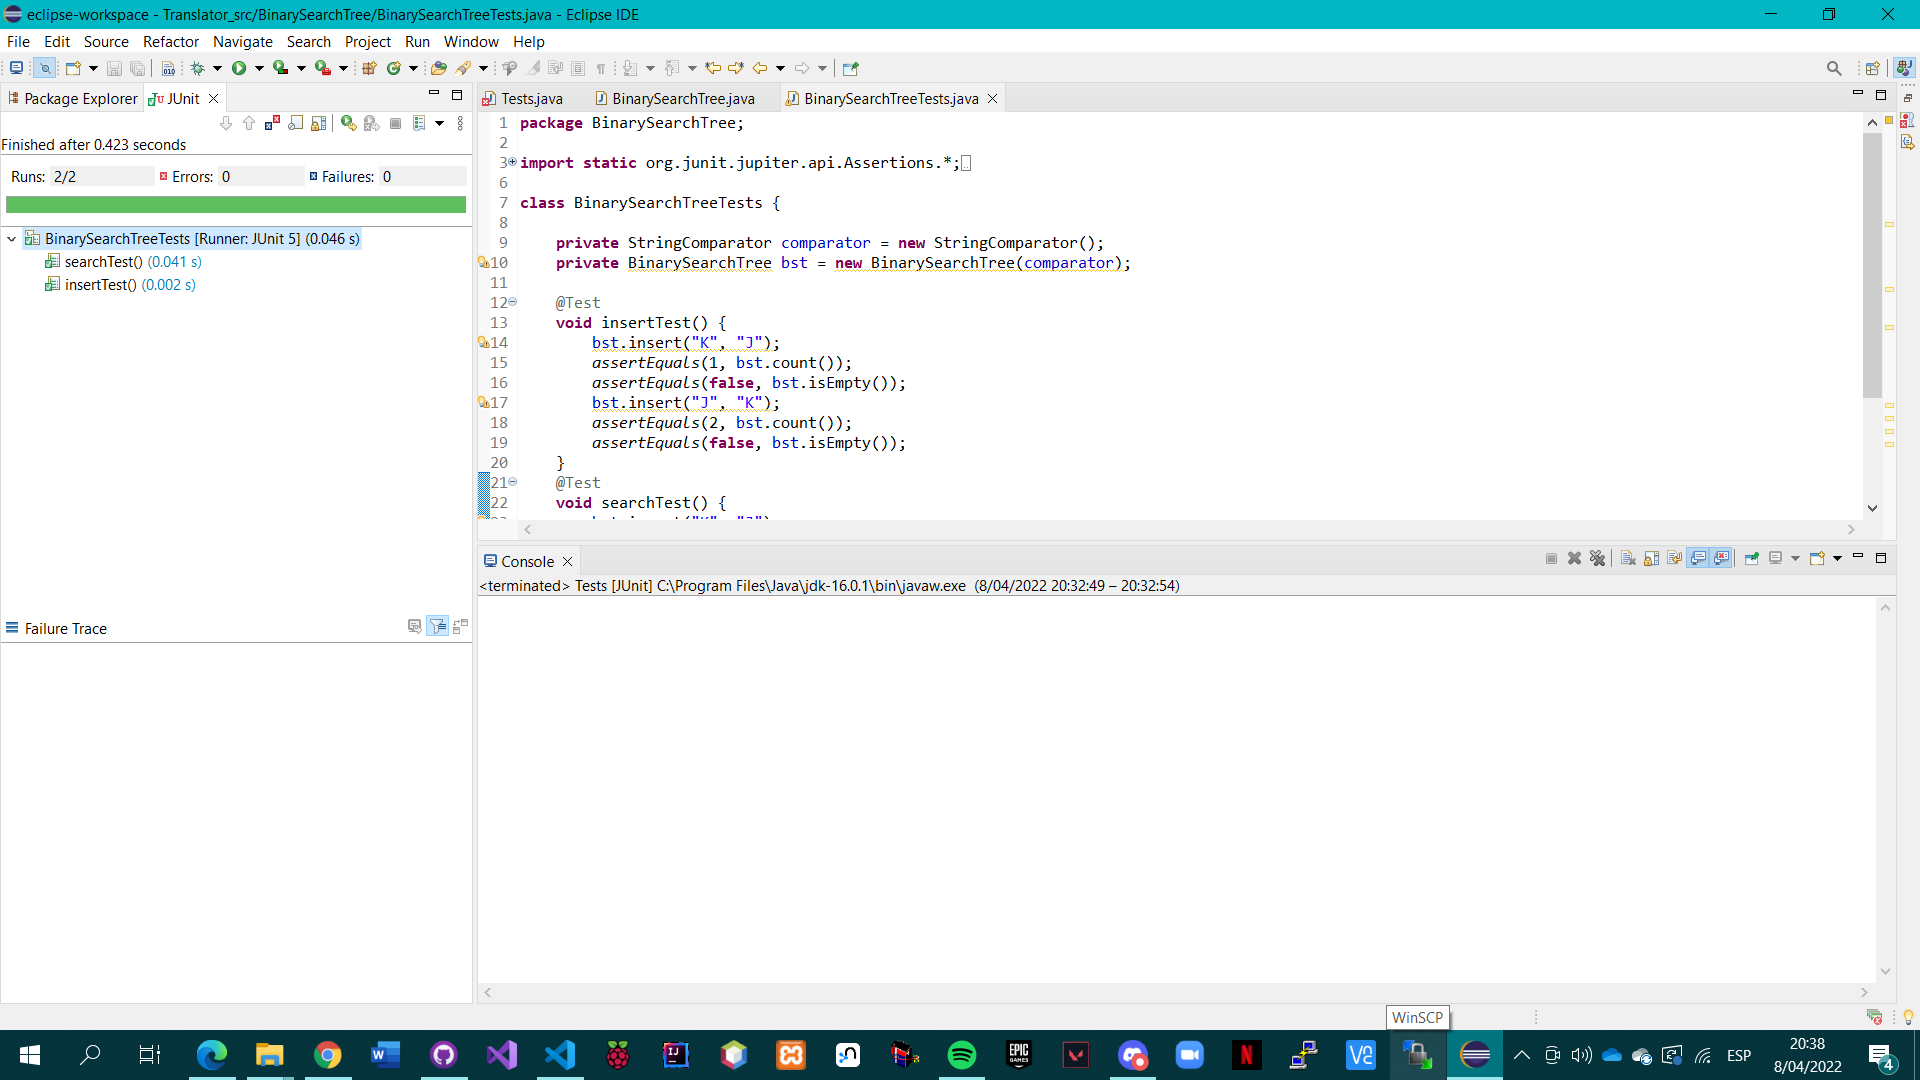 eclipse-workspace - Translator_src/BinarySearchTree/BinarySearchTreeTests.java - Eclipse IDE
File Edit Source Refactor Navigate Search Project Run Window Help
Package Explorer JUnit
Finished after 0.423 seconds
Runs: 2/2 Errors: 0 Failures: 0
BinarySearchTreeTests [Runner: JUnit 5] (0.046 s)
searchTest() (0.041 s)
insertTest() (0.002 s)
Failure Trace
Tests.java BinarySearchTree.java BinarySearchTreeTests.java
1 package BinarySearchTree;
2
3 import static org.junit.jupiter.api.Assertions.*;
6
7 class BinarySearchTreeTests {
8
9 private StringComparator comparator = new StringComparator();
10 private BinarySearchTree bst = new BinarySearchTree(comparator);
11
12 @Test
13 void insertTest() {
14 bst.insert("K", "J");
15 assertEquals(1, bst.count());
16 assertEquals(false, bst.isEmpty());
17 bst.insert("J", "K");
18 assertEquals(2, bst.count());
19 assertEquals(false, bst.isEmpty());
20 }
21 @Test
22 void searchTest() {
Console
<terminated> Tests [JUnit] C:\Program Files\Java\jdk-16.0.1\bin\javaw.exe (8/04/2022 20:32:49 – 20:32:54)
WinSCP
EPIC GAMES
ESP
20:38
8/04/2022
4